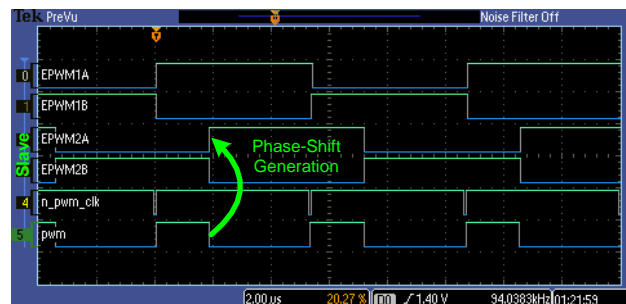 Tek PreVu
Noise Filter Off
0 EPWM1A
1 EPWM1B
EPWM2A
EPWM2B
Slave
Phase-Shift
Generation
4 n_pwm_clk
5 pwm
2.00 µs 20.27 % D0 1.40 V 94.0383kHz 01:21:59